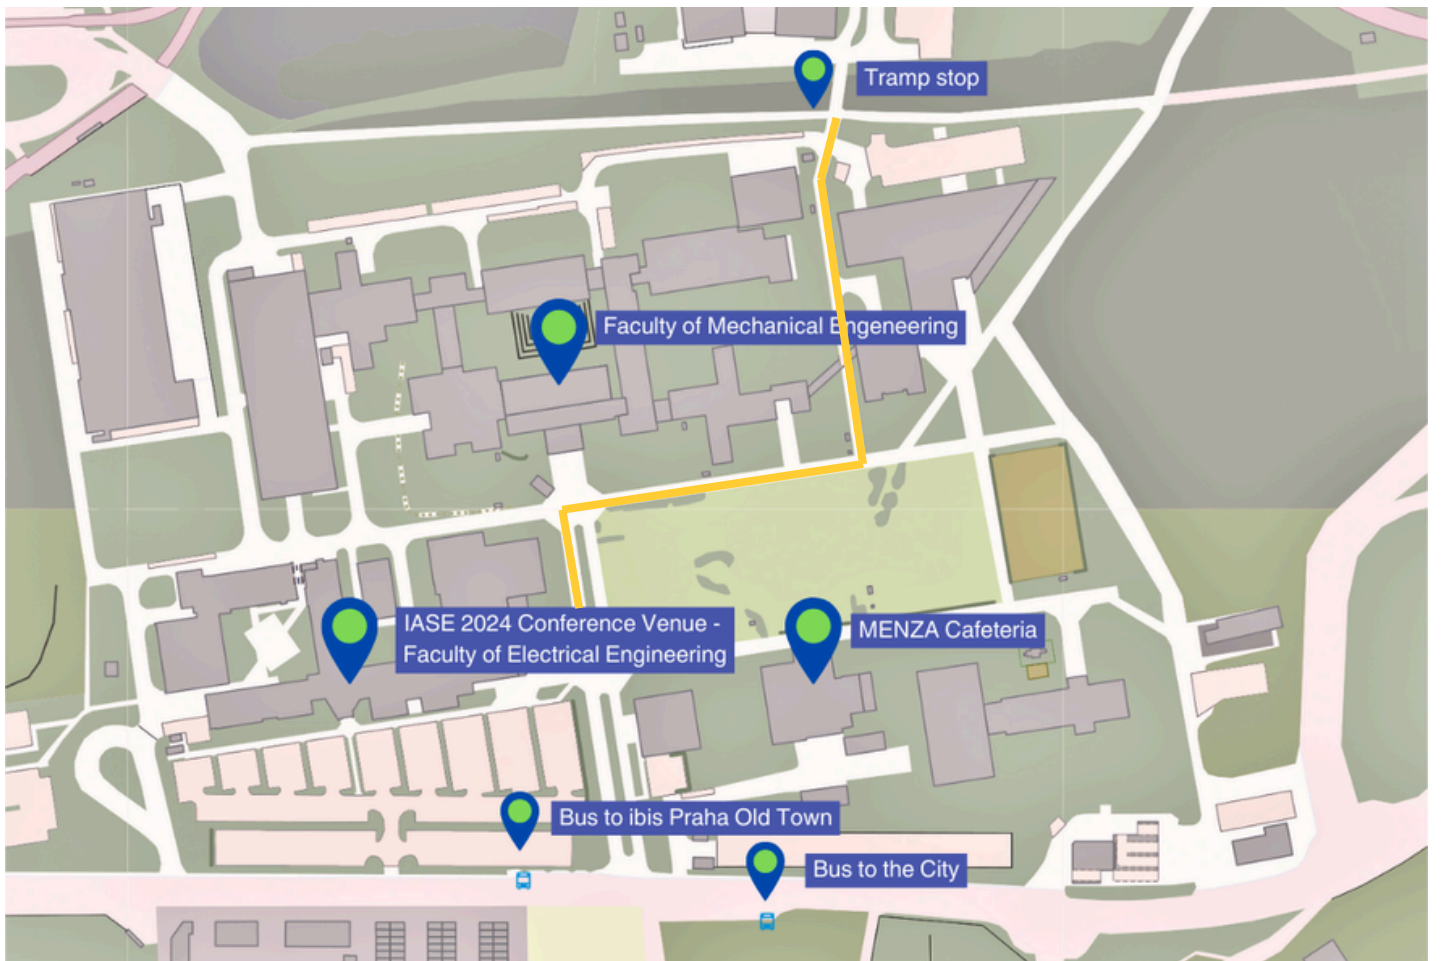 Tramp stop
Faculty of Mechanical Engeneering
IASE 2024 Conference Venue -
Faculty of Electrical Engineering
MENZA Cafeteria
Bus to ibis Praha Old Town
Bus to the City